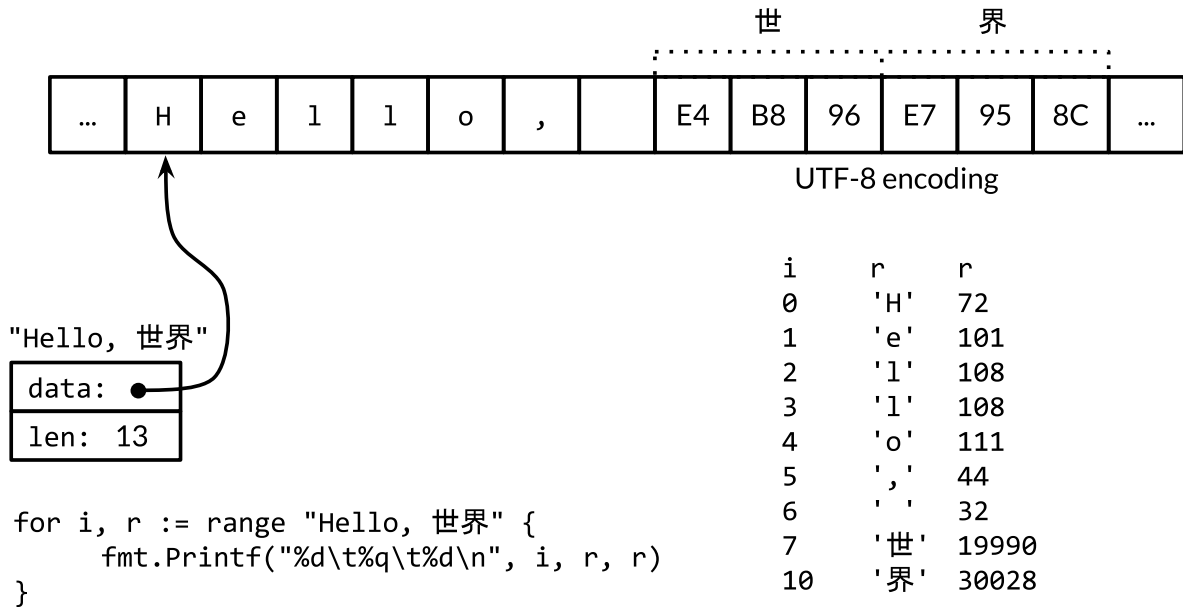 世 界
… H e l l o , E4 B8 96 E7 95 8C …
UTF-8 encoding
"Hello, 世界"
data:
len: 13
for i, r := range "Hello, 世界" {
fmt.Printf("%d\t%q\t%d\n", i, r, r)
}
i r r
0 'H' 72
1 'e' 101
2 'l' 108
3 'l' 108
4 'o' 111
5 ',' 44
6 ' ' 32
7 '世' 19990
10 '界' 30028